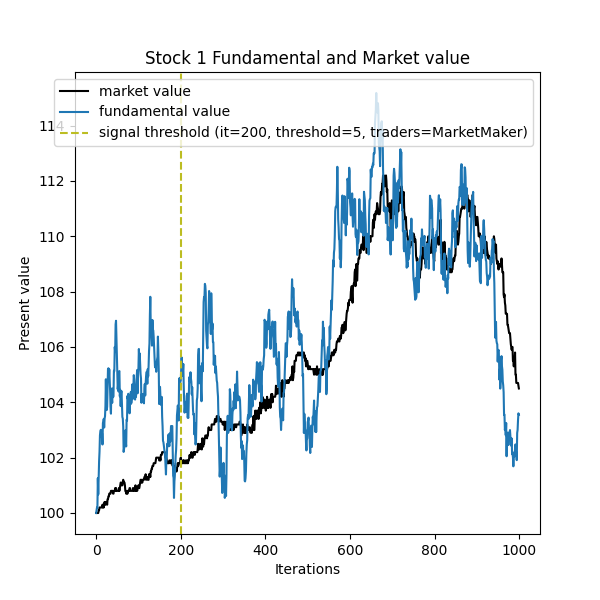 Stock 1 Fundamental and Market value
market value
fundamental value
signal threshold (it=200, threshold=5, traders=MarketMaker)
114
112
110
108
106
104
102
100
Present value
0 200 400 600 800 1000
Iterations